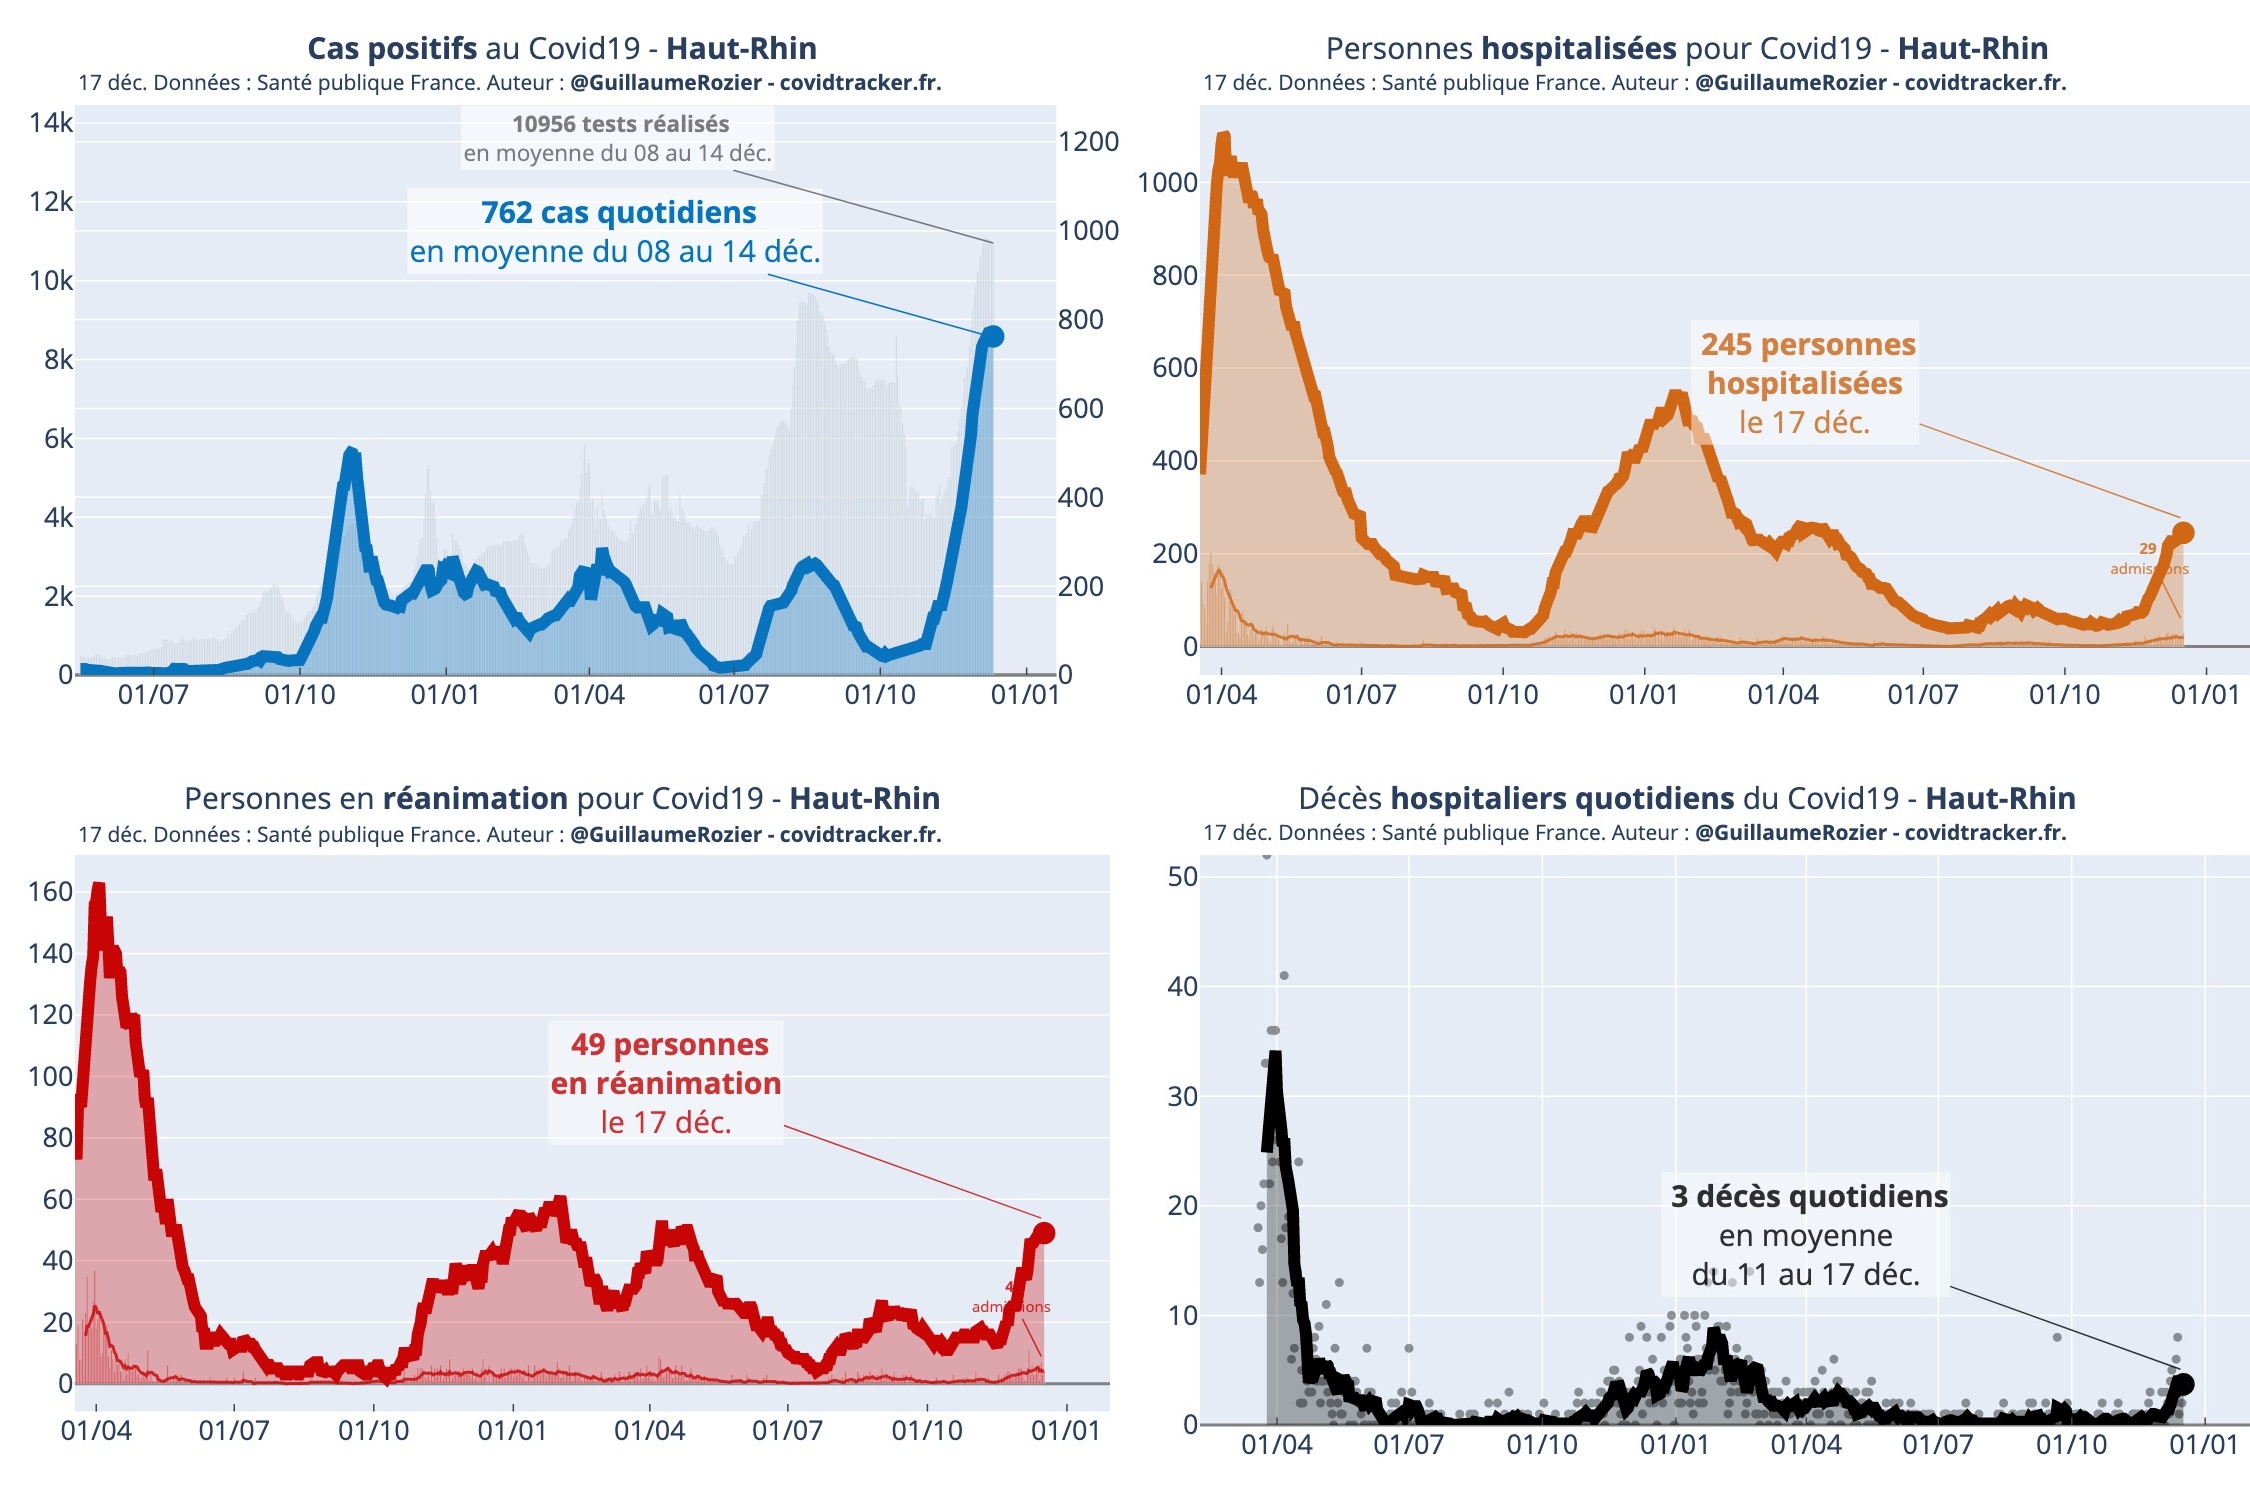 Cas positifs au Covid19 - Haut-Rhin
17 déc. Données : Santé publique France. Auteur : @GuillaumeRozier - covidtracker.fr.
14k
12k
10k
8k
6k
4k
2k
0
1200
1000
800
600
400
200
0
10956 tests réalisés
en moyenne du 08 au 14 déc.
762 cas quotidiens
en moyenne du 08 au 14 déc.
01/07 01/10 01/01 01/04 01/07 01/10 01/01
Personnes hospitalisées pour Covid19 - Haut-Rhin
17 déc. Données : Santé publique France. Auteur : @GuillaumeRozier - covidtracker.fr.
1000
800
600
400
200
0
245 personnes
hospitalisées
le 17 déc.
29
admissions
01/04 01/07 01/10 01/01 01/04 01/07 01/10 01/01
Personnes en réanimation pour Covid19 - Haut-Rhin
17 déc. Données : Santé publique France. Auteur : @GuillaumeRozier - covidtracker.fr.
160
140
120
100
80
60
40
20
0
49 personnes
en réanimation
le 17 déc.
4
admissions
01/04 01/07 01/10 01/01 01/04 01/07 01/10 01/01
Décès hospitaliers quotidiens du Covid19 - Haut-Rhin
17 déc. Données : Santé publique France. Auteur : @GuillaumeRozier - covidtracker.fr.
50
40
30
20
10
0
3 décès quotidiens
en moyenne
du 11 au 17 déc.
01/04 01/07 01/10 01/01 01/04 01/07 01/10 01/01